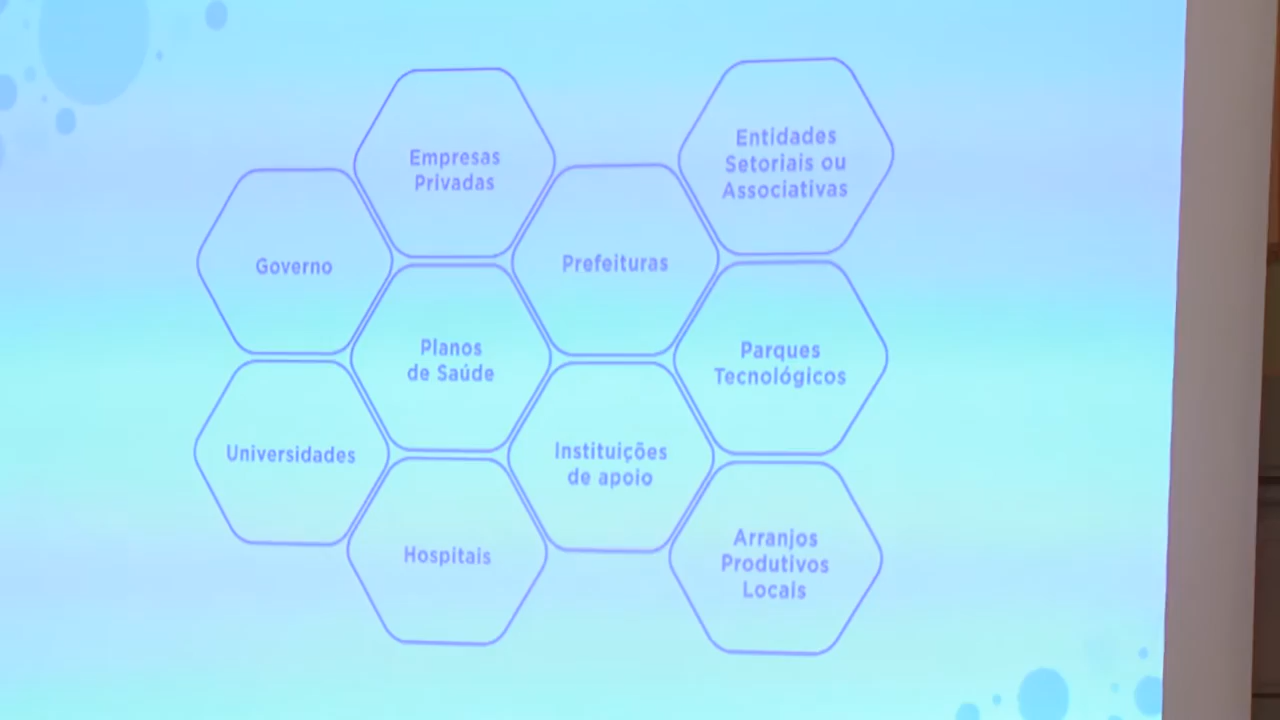 Empresas
Privadas
Entidades
Setoriais ou
Associativas
Governo
Prefeituras
Planos
de Saúde
Parques
Tecnológicos
Universidades
Instituições
de apoio
Hospitais
Arranjos
Produtivos
Locais